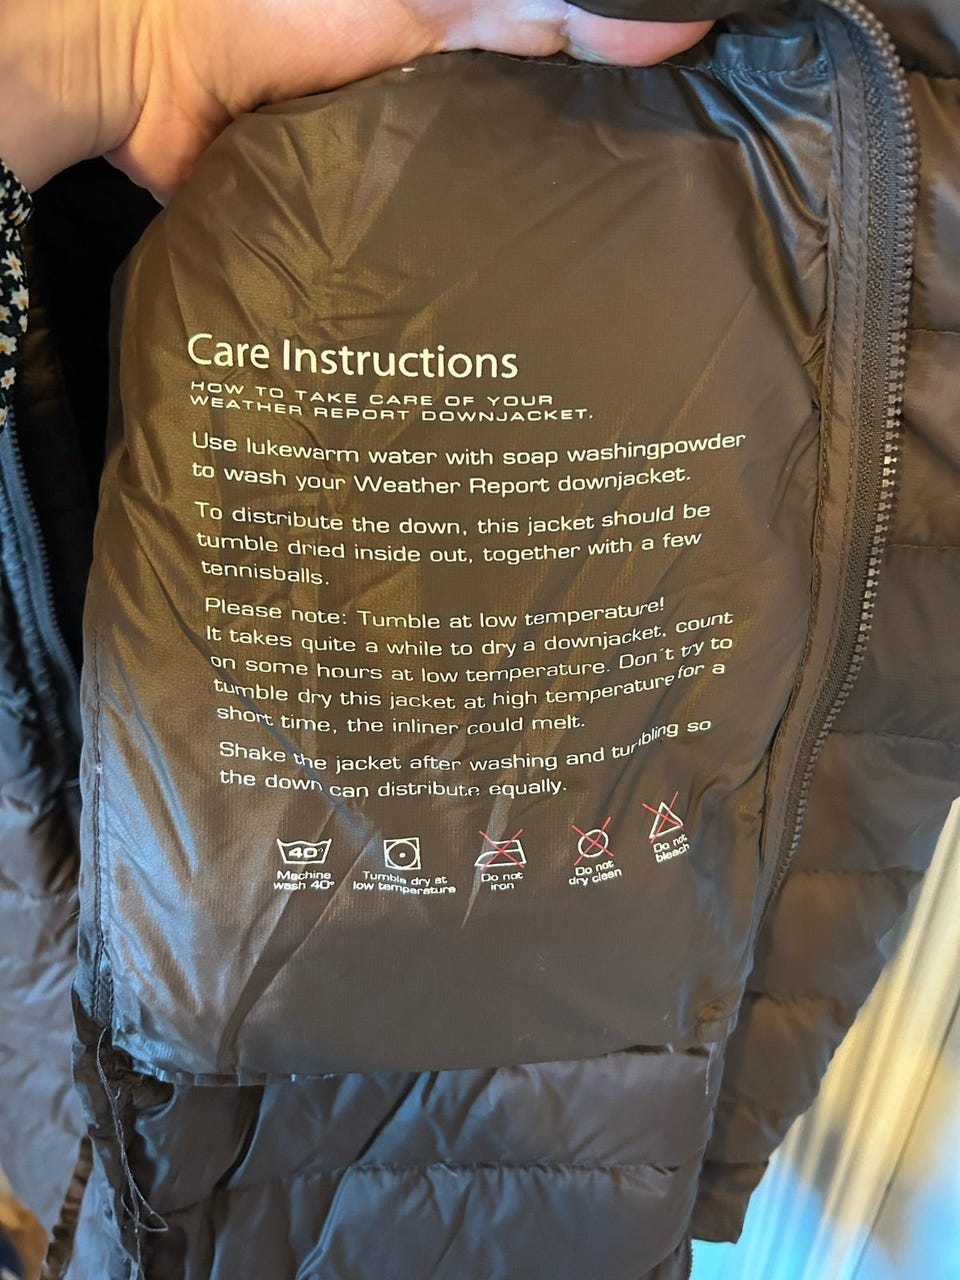 Care Instructions
HOW TO TAKE CARE OF YOUR
WEATHER REPORT DOWNJACKET.
Use lukewarm water with soap washingpowder
to wash your Weather Report downjacket.
To distribute the down, this jacket should be
tumble dried inside out, together with a few
tennisballs.
Please note: Tumble at low temperature!
It takes quite a while to dry a downjacket, count
on some hours at low temperature. Don´t try to
tumble dry this jacket at high temperature for a
short time, the inliner could melt.
Shake the jacket after washing and tumbling so
the down can distribute equally.
40°
Machine
wash 40°
Tumble dry at
low temperature
Do not
iron
Do not
dry clean
Do not
bleach